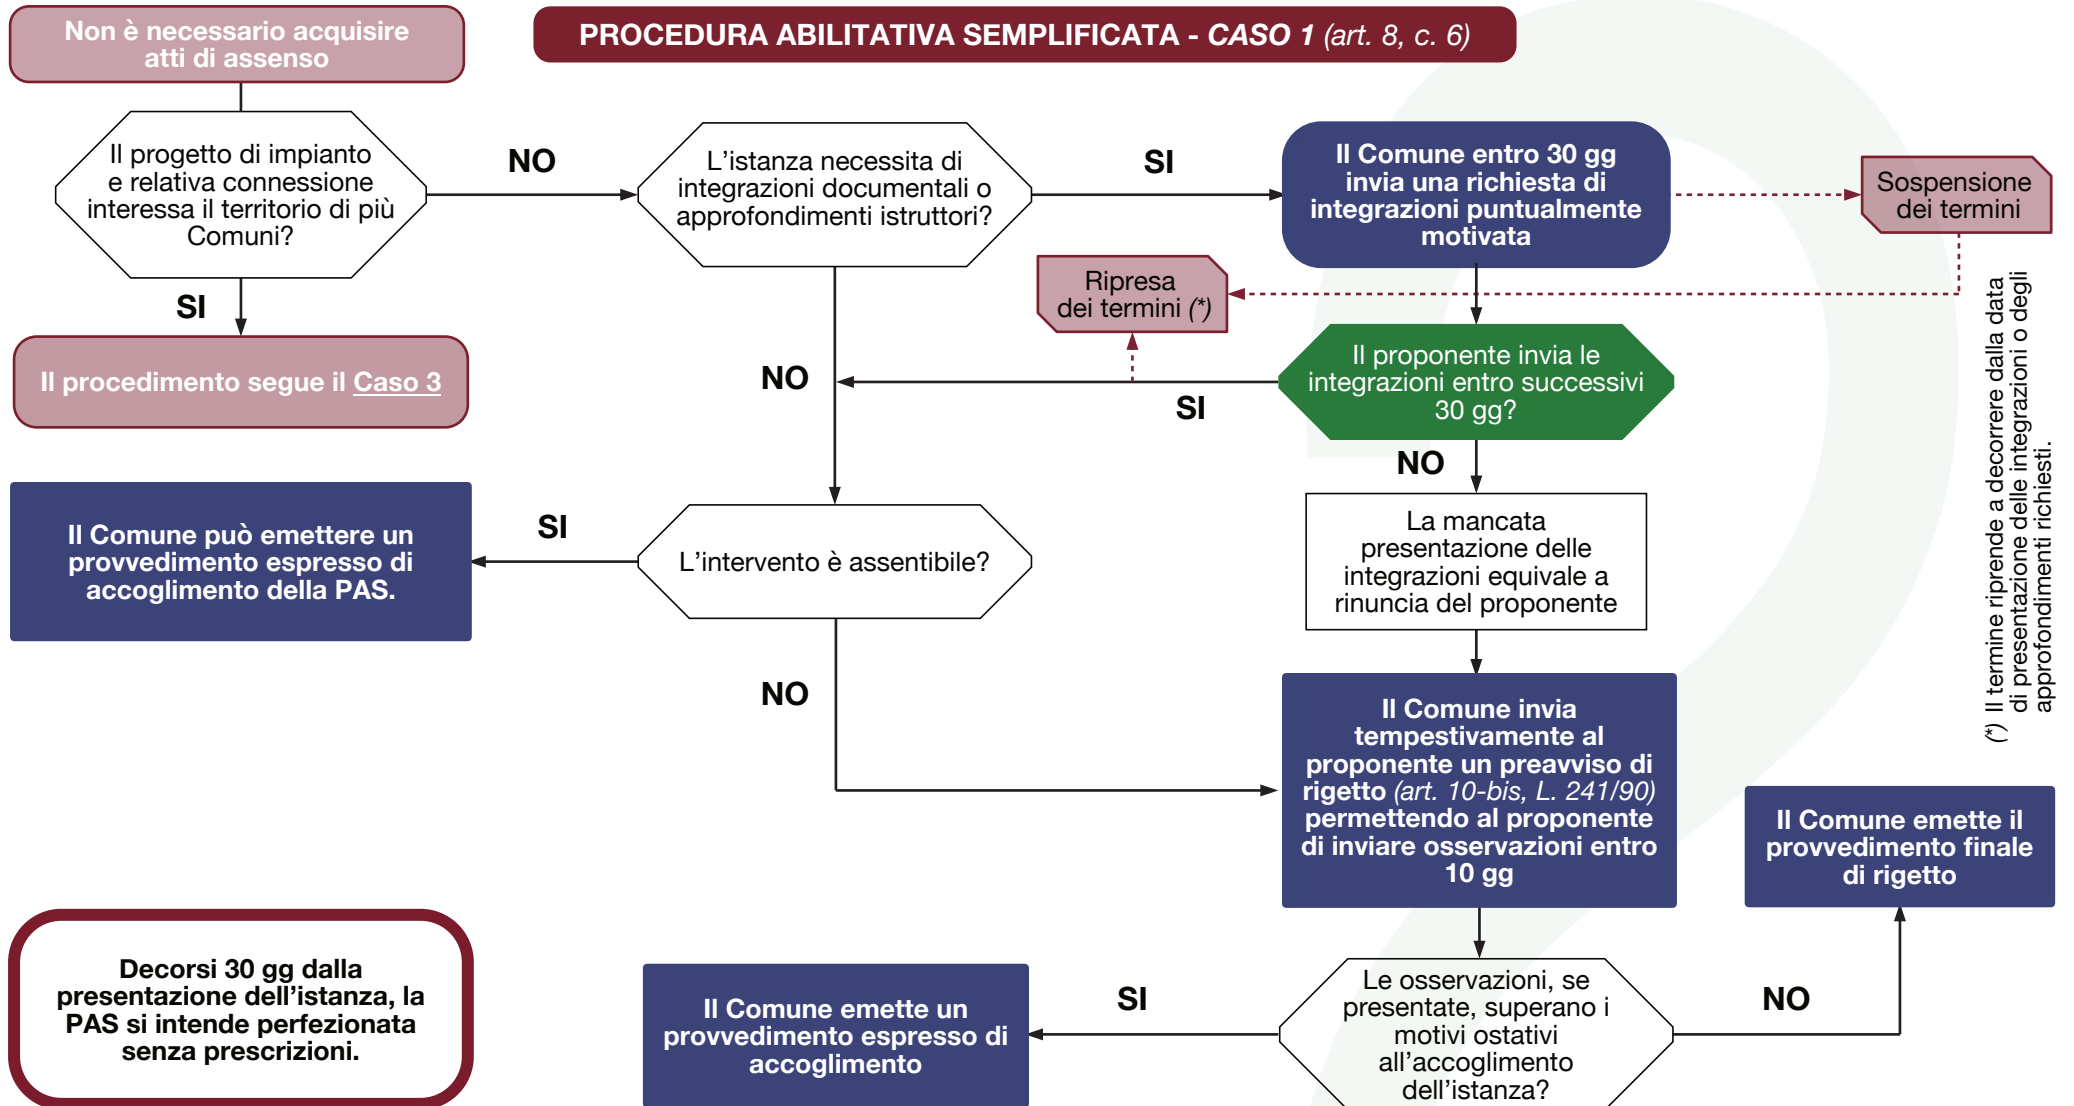 Non è necessario acquisire
atti di assenso
PROCEDURA ABILITATIVA SEMPLIFICATA - CASO 1 (art. 8, c. 6)
Il progetto di impianto
e relativa connessione
interessa il territorio di più
Comuni?
NO
L'istanza necessita di
integrazioni documentali o
approfondimenti istruttori?
SI
Il Comune entro 30 gg
invia una richiesta di
integrazioni puntualmente
motivata
Sospensione
dei termini
Ripresa
dei termini (*)
SI
Il procedimento segue il Caso 3
NO
Il proponente invia le
integrazioni entro successivi
30 gg?
SI
NO
(*) Il termine riprende a decorrere dalla data
di presentazione delle integrazioni o degli
approfondimenti richiesti.
Il Comune può emettere un
provvedimento espresso di
accoglimento della PAS.
SI
L'intervento è assentibile?
La mancata
presentazione delle
integrazioni equivale a
rinuncia del proponente
NO
Il Comune invia
tempestivamente al
proponente un preavviso di
rigetto (art. 10-bis, L. 241/90)
permettendo al proponente
di inviare osservazioni entro
10 gg
Il Comune emette il
provvedimento finale
di rigetto
Decorsi 30 gg dalla
presentazione dell'istanza, la
PAS si intende perfezionata
senza prescrizioni.
Il Comune emette un
provvedimento espresso di
accoglimento
SI
Le osservazioni, se
presentate, superano i
motivi ostativi
all'accoglimento
dell'istanza?
NO